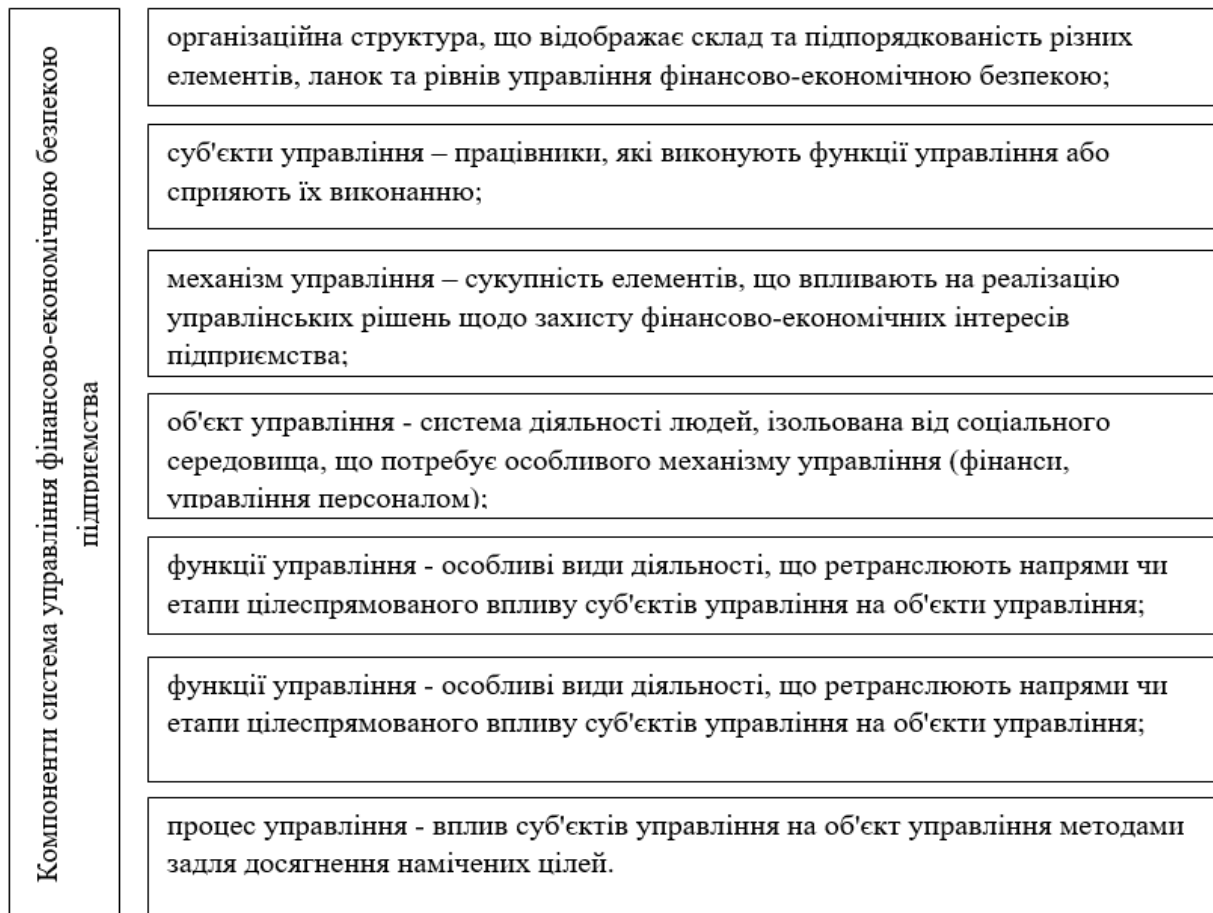 Компоненти система управління фінансово-економічною безпекою
підприємства
організаційна структура, що відображає склад та підпорядкованість різних
елементів, ланок та рівнів управління фінансово-економічною безпекою;
суб'єкти управління – працівники, які виконують функції управління або
сприяють їх виконанню;
механізм управління – сукупність елементів, що впливають на реалізацію
управлінських рішень щодо захисту фінансово-економічних інтересів
підприємства;
об'єкт управління - система діяльності людей, ізольована від соціального
середовища, що потребує особливого механізму управління (фінанси,
управління персоналом);
функції управління - особливі види діяльності, що ретранслюють напрями чи
етапи цілеспрямованого впливу суб'єктів управління на об'єкти управління;
функції управління - особливі види діяльності, що ретранслюють напрями чи
етапи цілеспрямованого впливу суб'єктів управління на об'єкти управління;
процес управління - вплив суб'єктів управління на об'єкт управління методами
задля досягнення намічених цілей.